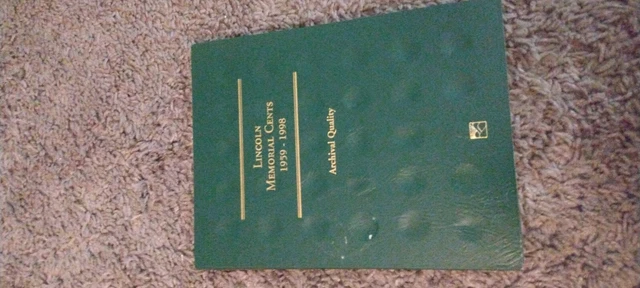 LINCOLN
MEMORIAL CENTS
1959 - 1998
Archival Quality